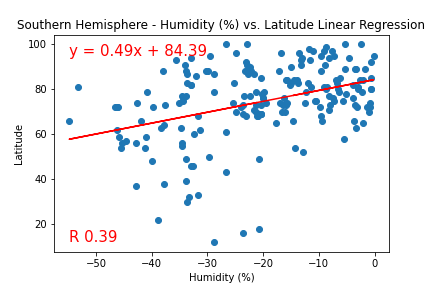 Southern Hemisphere - Humidity (%) vs. Latitude Linear Regression
100
80
60
40
20
Latitude
y = 0.49x + 84.39
R 0.39
−50
−40
−30
−20
−10
0
Humidity (%)